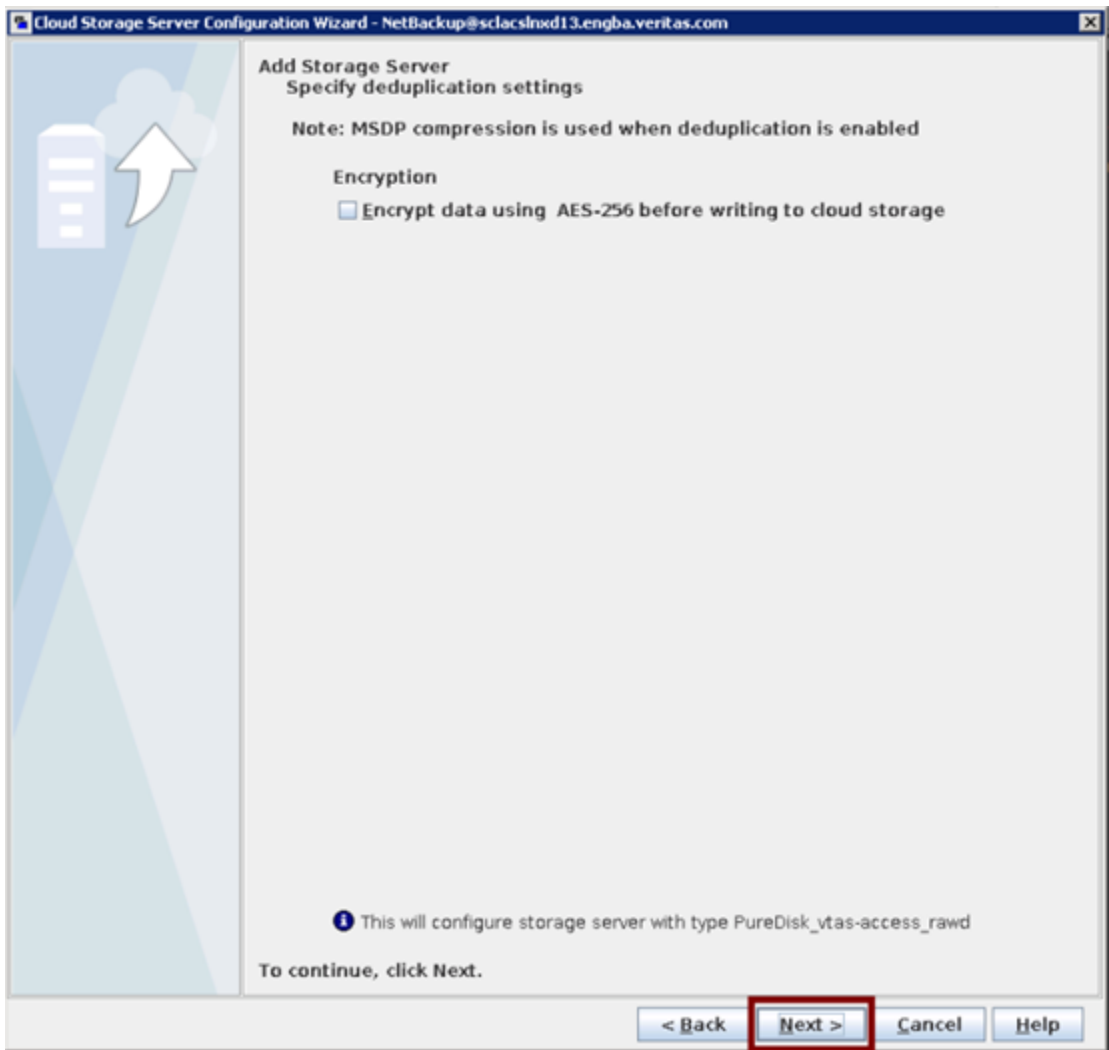 Cloud Storage Server Configuration Wizard - NetBackup@sclacslnxd13.engba.veritas.com
Add Storage Server
Specify deduplication settings
Note: MSDP compression is used when deduplication is enabled
Encryption
Encrypt data using AES-256 before writing to cloud storage
This will configure storage server with type PureDisk_vtas-access_rawd
To continue, click Next.
< Back Next > Cancel Help